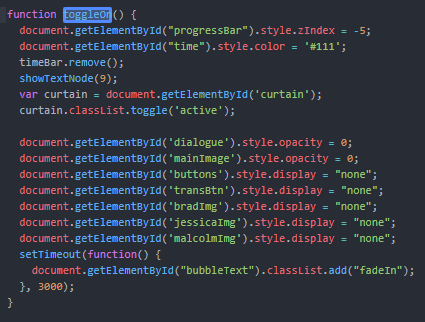 function toggleOn() {
document.getElementById("progressBar").style.zIndex = -5;
document.getElementById("time").style.color = '#111';
timeBar.remove();
showTextNode(9);
var curtain = document.getElementById('curtain');
curtain.classList.toggle('active');
document.getElementById('dialogue').style.opacity = 0;
document.getElementById('mainImage').style.opacity = 0;
document.getElementById('buttons').style.display = "none";
document.getElementById('transBtn').style.display = "none";
document.getElementById('bradImg').style.display = "none";
document.getElementById('jessicaImg').style.display = "none";
document.getElementById('malcolmImg').style.display = "none";
setTimeout(function() {
document.getElementById("bubbleText").classList.add("fadeIn");
}, 3000);
}